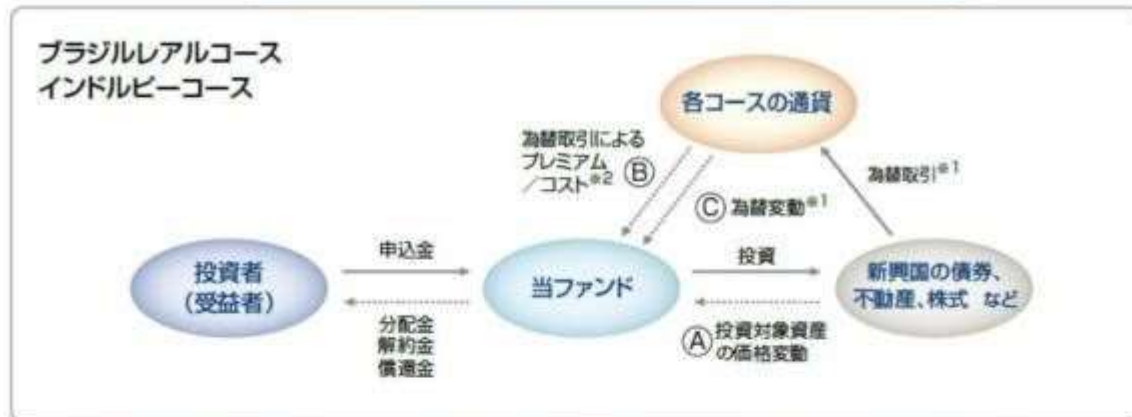 ブラジルレアルコース
インドルピーコース
各コースの通貨
為替取引による
プレミアム
/コスト※2 Ⓑ
為替取引※1
Ⓒ 為替変動※1
投資者
(受益者)
申込金
分配金
解約金
償還金
当ファンド
投資
Ⓐ 投資対象資産
の価格変動
新興国の債券、
不動産、株式 など